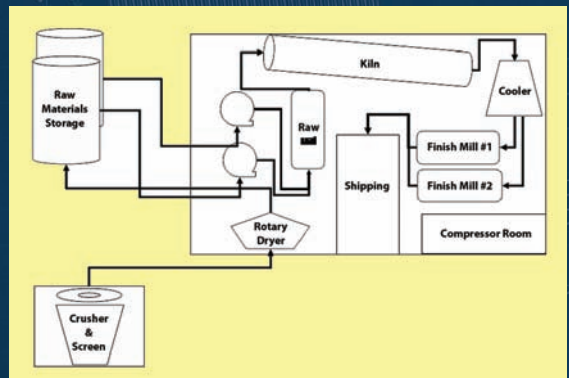 Raw
Materials
Storage
Kiln
Cooler
Raw
Finish Mill #1
Finish Mill #2
Shipping
Rotary
Dryer
Compressor Room
Crusher
&
Screen